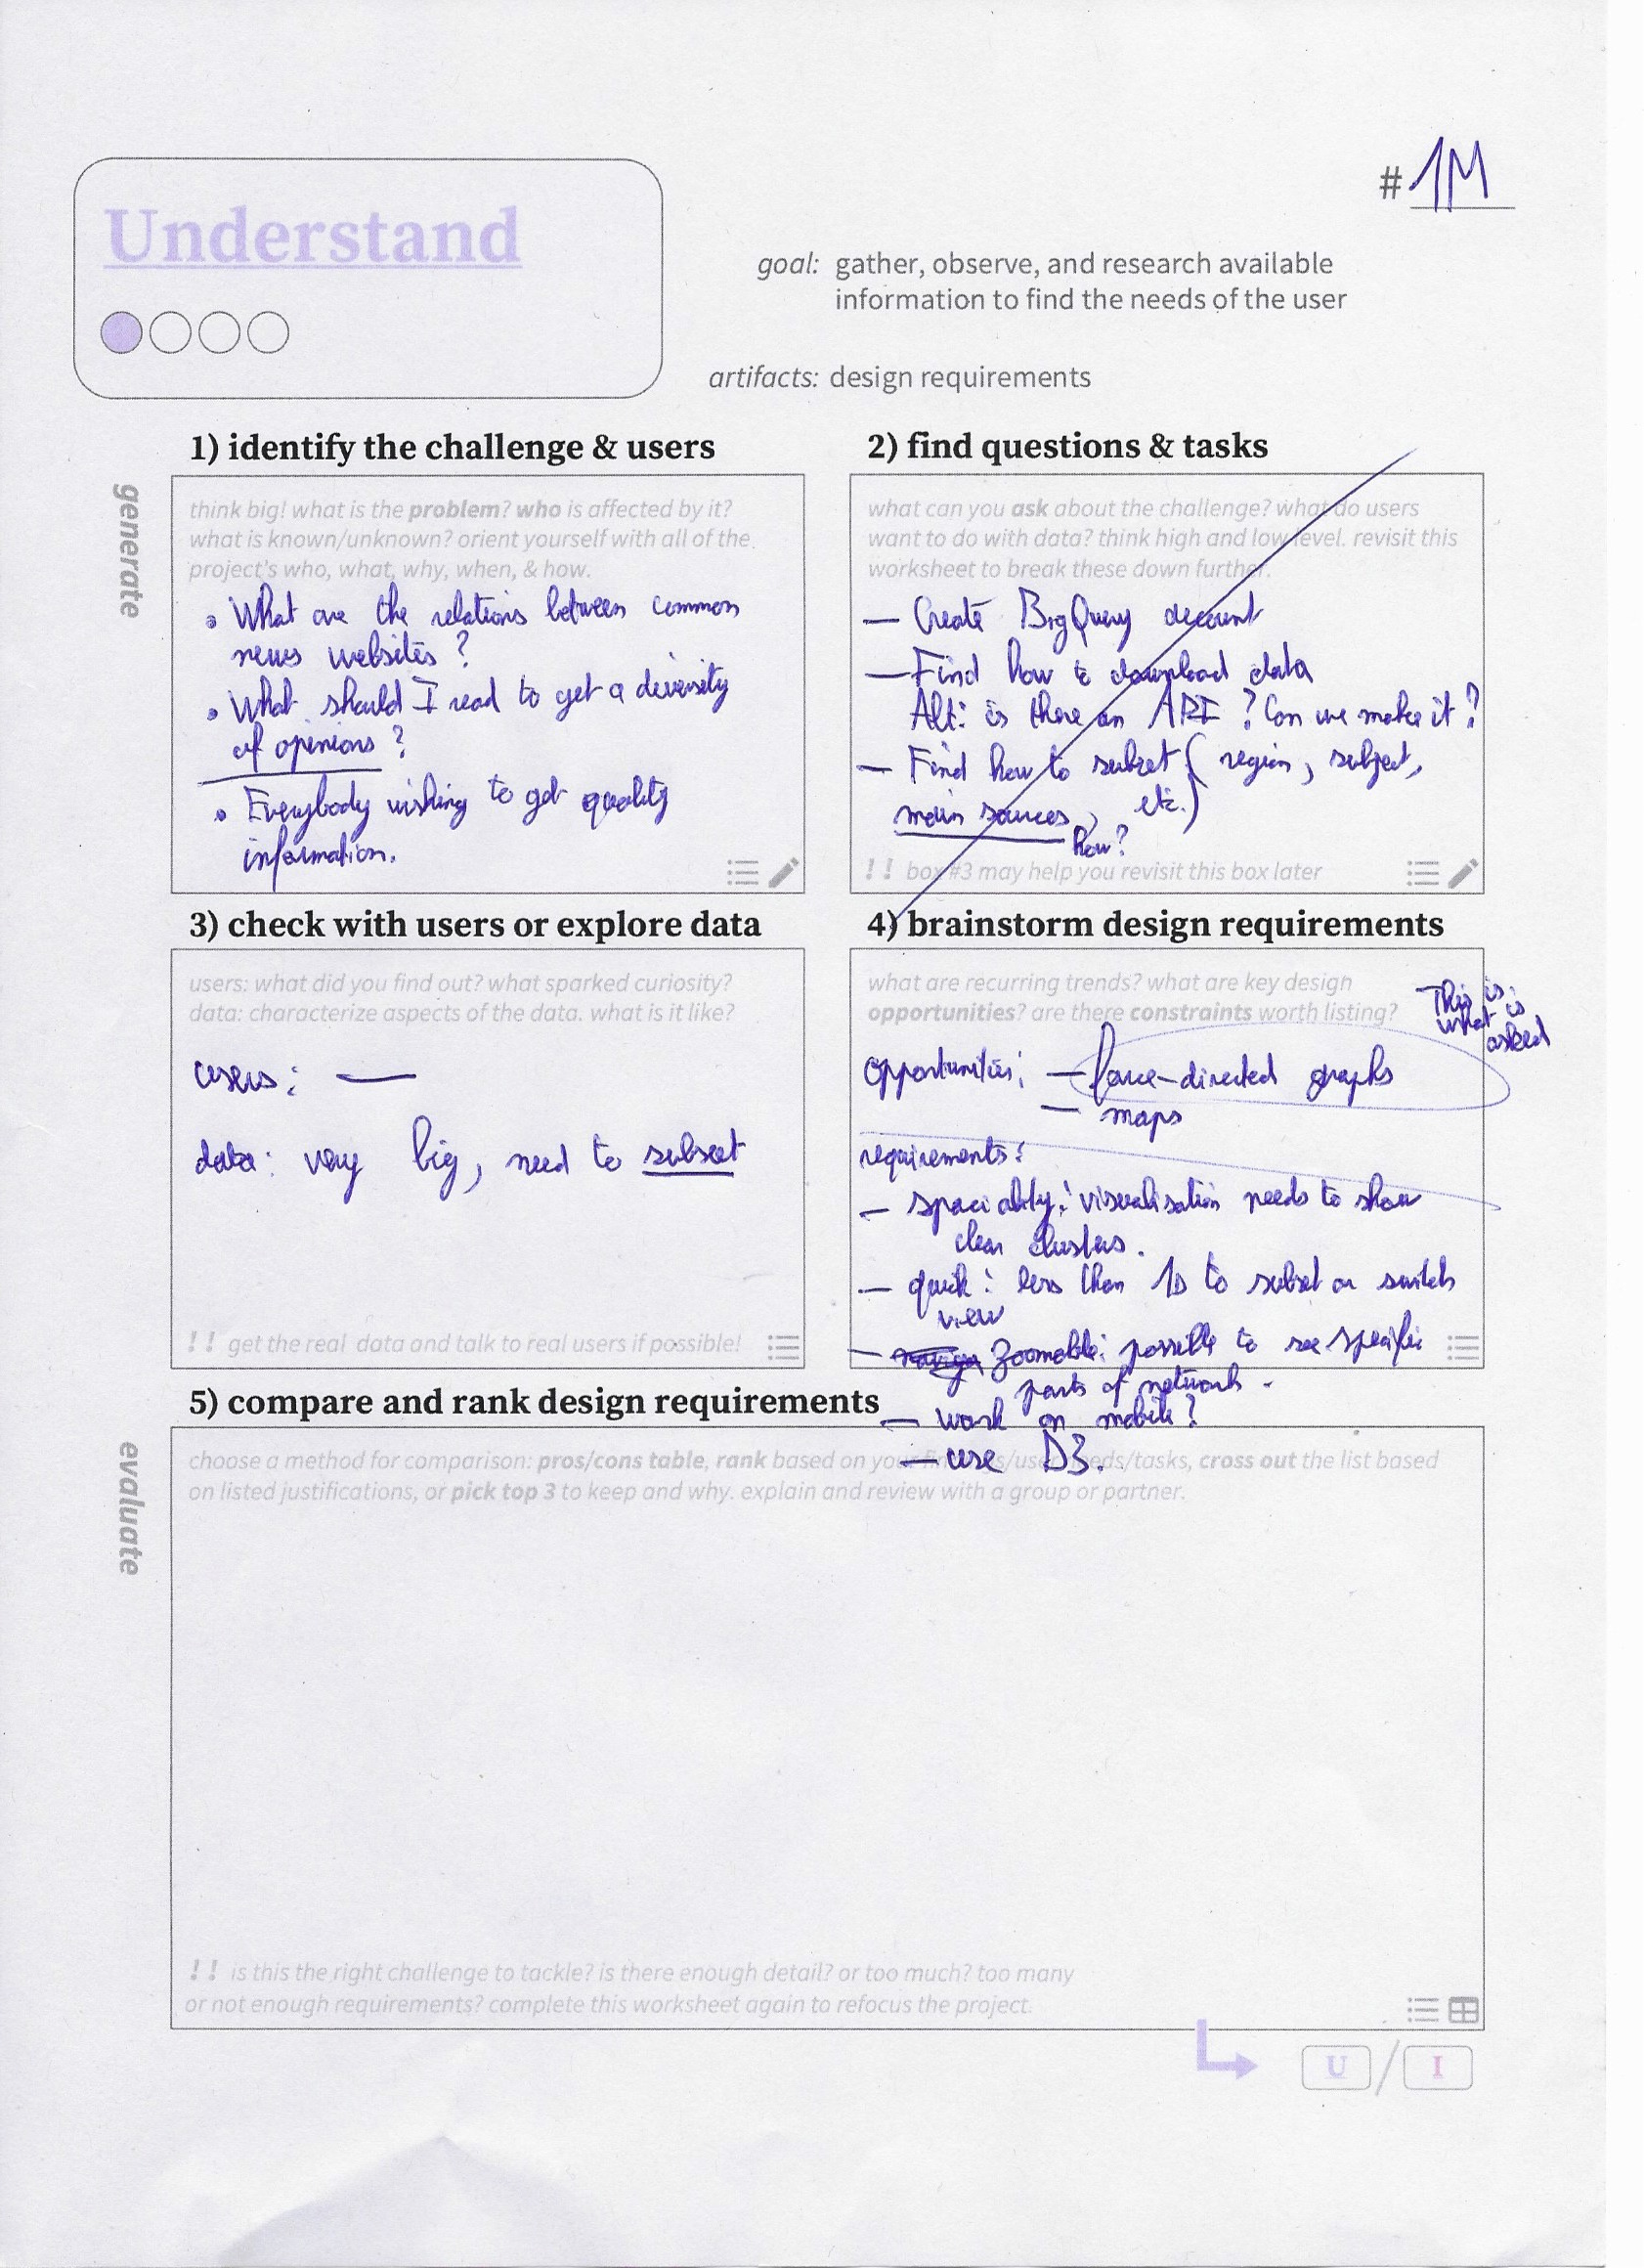 # 1M
Understand
goal: gather, observe, and research available
information to find the needs of the user
artifacts: design requirements
generate
1) identify the challenge & users
think big! what is the problem? who is affected by it?
what is known/unknown? orient yourself with all of the
project's who, what, why, when, & how.
• What are the relations between common
news websites ?
• What should I read to get a diversity
of opinions ?
• Everybody wishing to get quality
information.
2) find questions & tasks
what can you ask about the challenge? what do users
want to do with data? think high and low level. revisit this
worksheet to break these down further.
— Create BigQuery account
— Find how to download data
Alt: is there an API ? Can we make it ?
— Find how to subset ( region, subject,
main sources, etc.)
how?
!! box #3 may help you revisit this box later
3) check with users or explore data
users: what did you find out? what sparked curiosity?
data: characterize aspects of the data. what is it like?
users: —
data: very big, need to subset
!! get the real data and talk to real users if possible!
4) brainstorm design requirements
what are recurring trends? what are key design
opportunities? are there constraints worth listing?
This is
what is
asked
opportunities: — force-directed graphs
— maps
requirements:
— : visualisation needs to show
clear clusters.
— quick: less than 1s to subset or switch
view
— Zoomable: possible to see specific
parts of network.
— work on mobile?
— use D3.
evaluate
5) compare and rank design requirements
choose a method for comparison: pros/cons table, rank based on your /tasks, cross out the list based
on listed justifications, or pick top 3 to keep and why. explain and review with a group or partner.
!! is this the right challenge to tackle? is there enough detail? or too much? too many
or not enough requirements? complete this worksheet again to refocus the project.
U / I